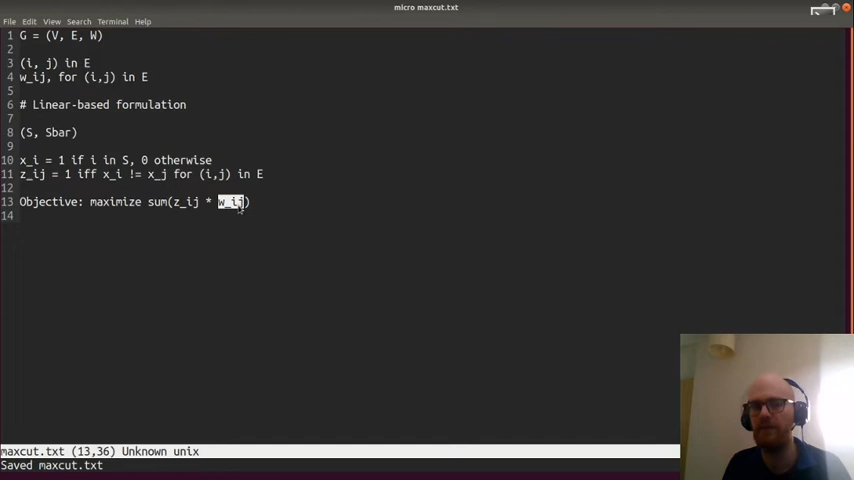 micro maxcut.txt
File Edit View Search Terminal Help
1 G = (V, E, W)
2
3 (i, j) in E
4 w_ij, for (i,j) in E
5
6 # Linear-based formulation
7
8 (S, Sbar)
9
10 x_i = 1 if i in S, 0 otherwise
11 z_ij = 1 iff x_i != x_j for (i,j) in E
12
13 Objective: maximize sum(z_ij * w_ij)
14
maxcut.txt (13,36) Unknown unix
Saved maxcut.txt